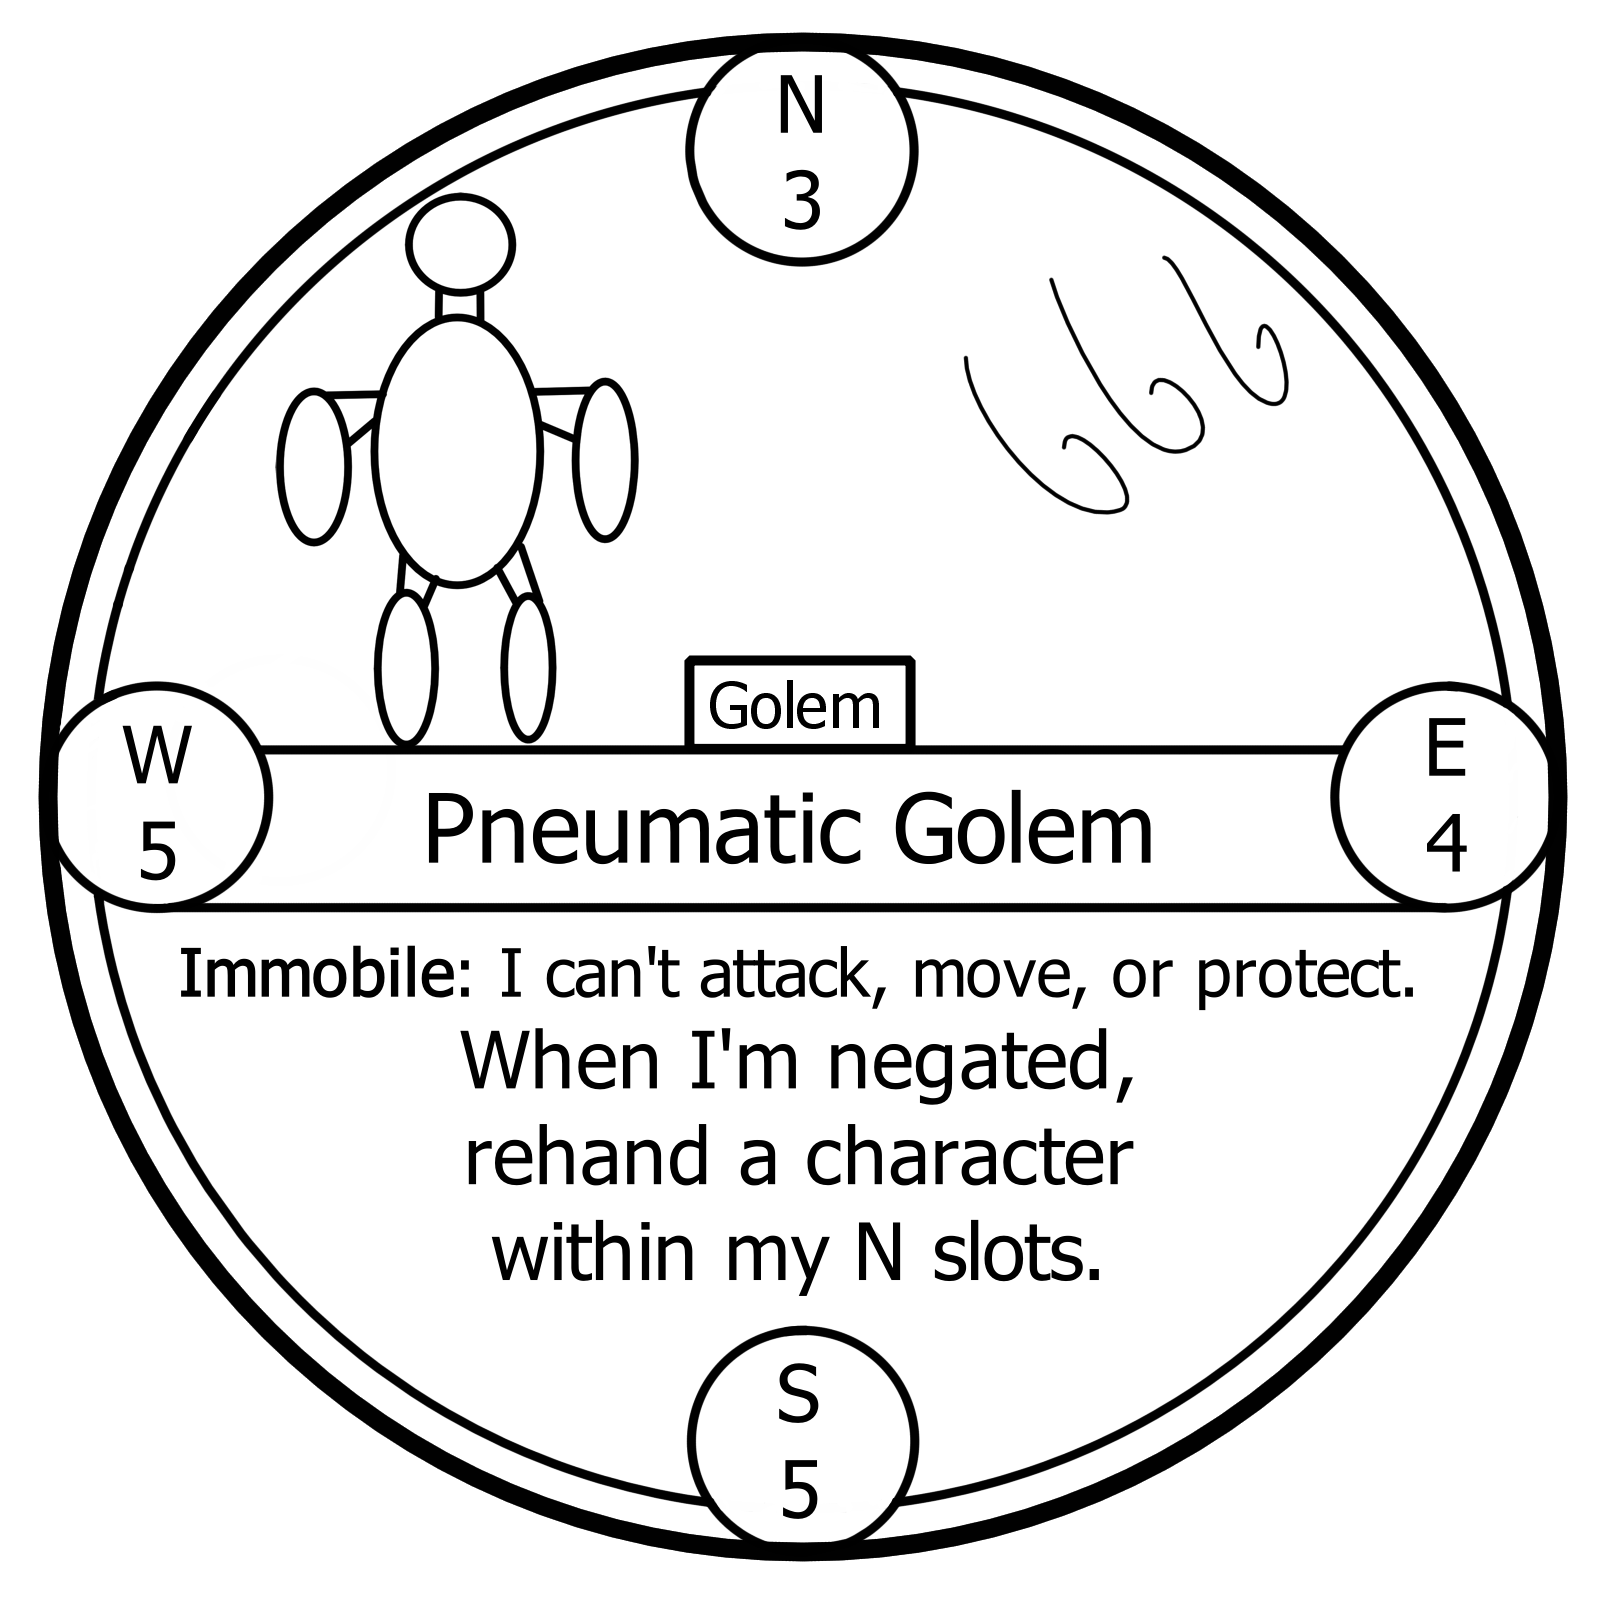 N
3
Golem
W
5
E
4
Pneumatic Golem
Immobile: I can't attack, move, or protect.
When I'm negated,
rehand a character
within my N slots.
S
5